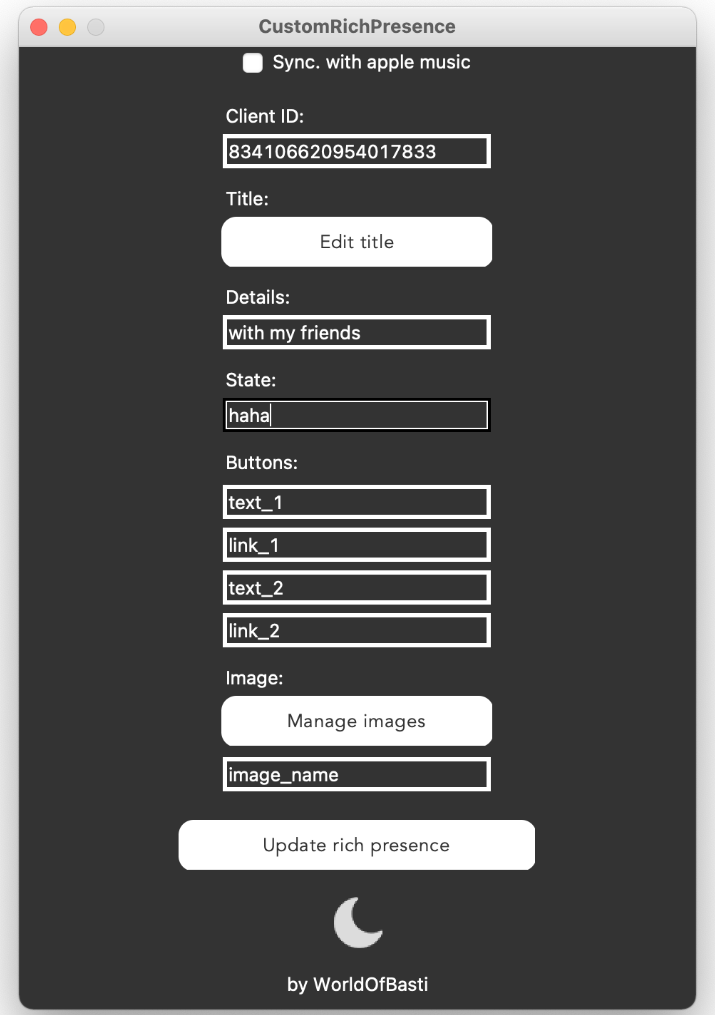 CustomRichPresence
Sync. with apple music
Client ID:
834106620954017833
Title:
Edit title
Details:
with my friends
State:
haha
Buttons:
text_1
link_1
text_2
link_2
Image:
Manage images
image_name
Update rich presence
by WorldOfBasti